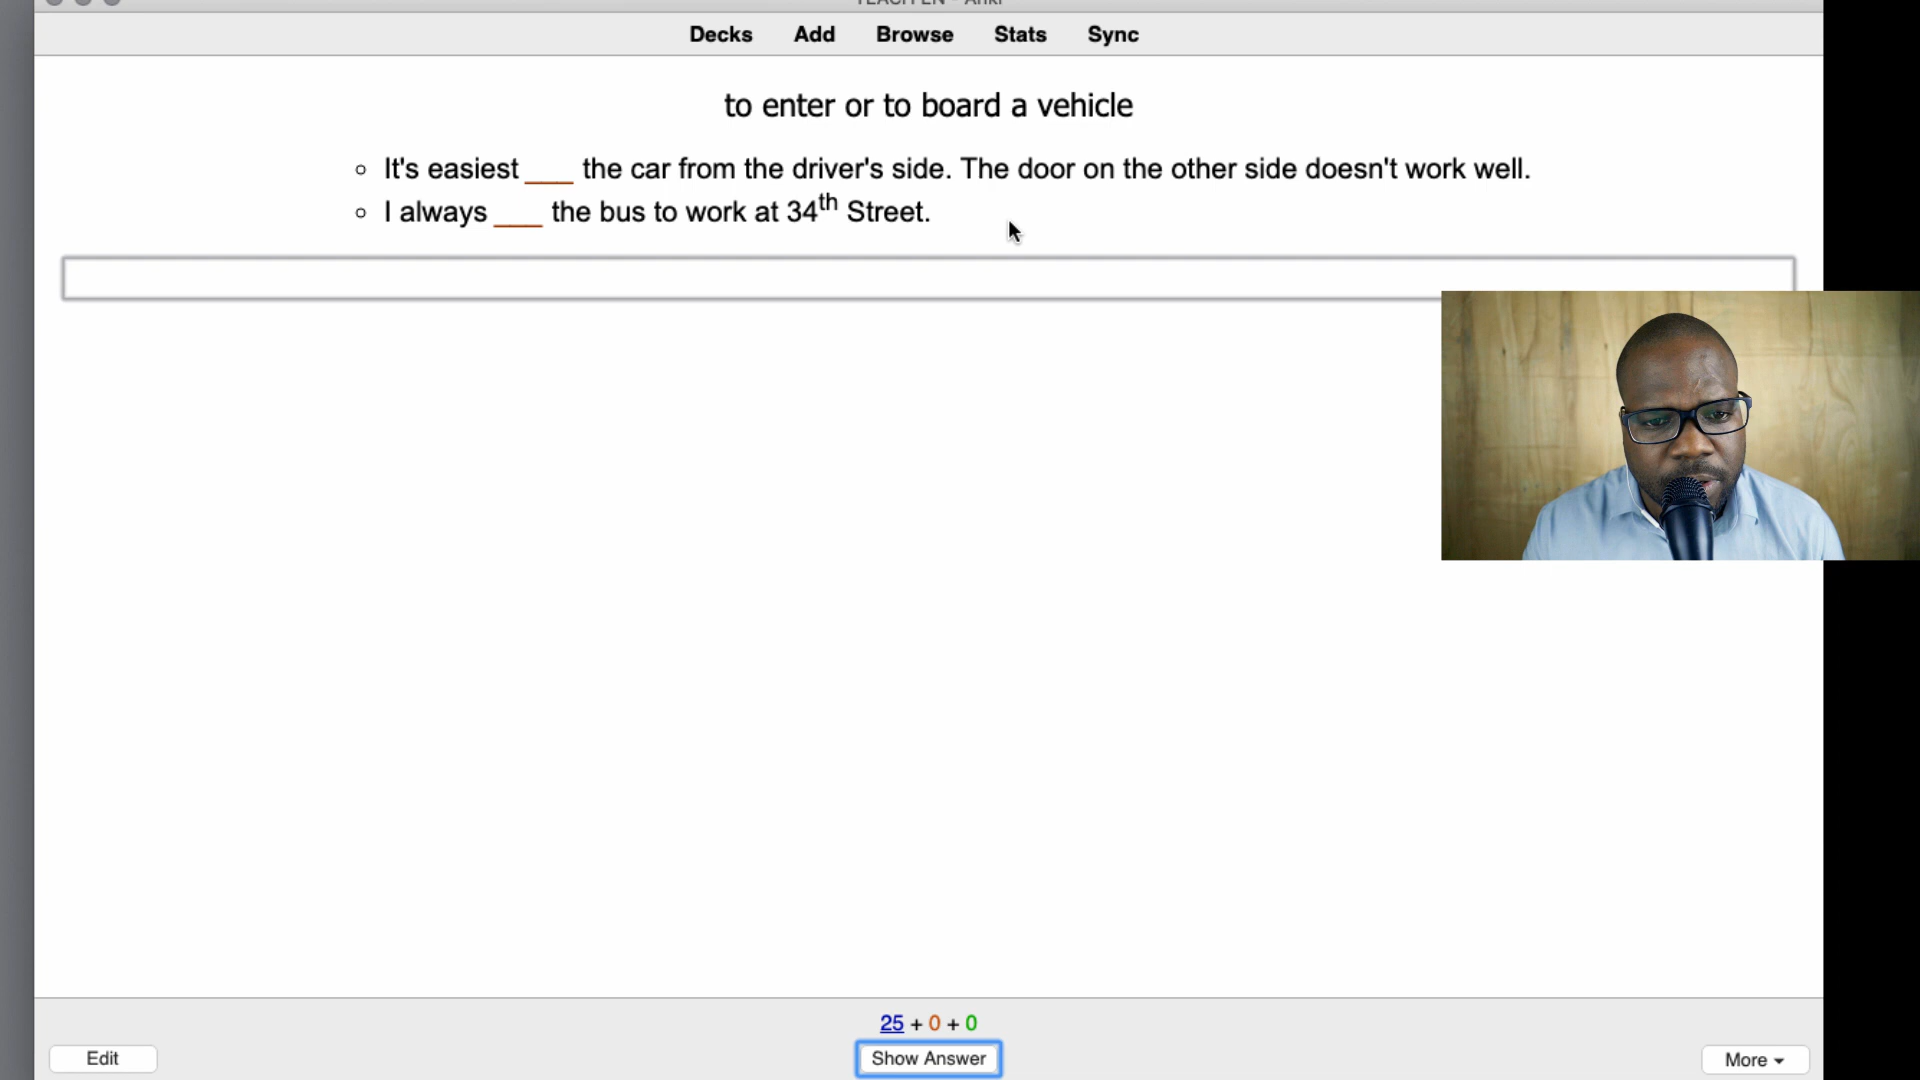 Decks Add Browse Stats Sync
to enter or to board a vehicle
It's easiest ___ the car from the driver's side. The door on the other side doesn't work well.
I always ___ the bus to work at 34th Street.
25 + 0 + 0
Edit Show Answer More